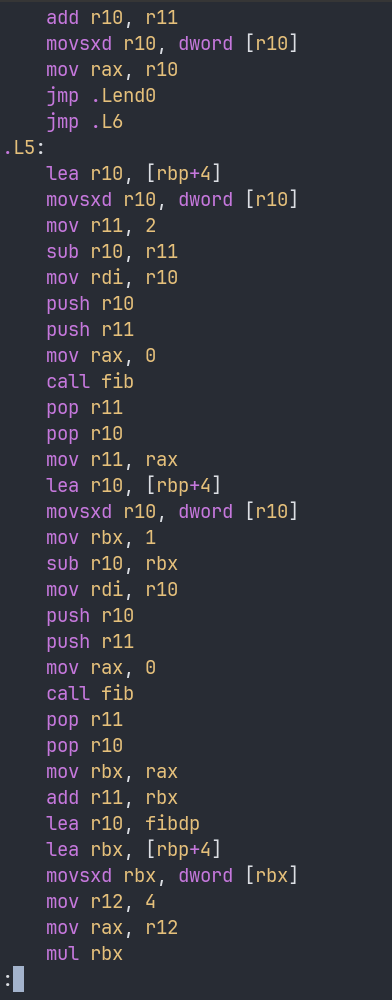 add r10, r11
    movsxd r10, dword [r10]
    mov rax, r10
    jmp .Lend0
    jmp .L6
.L5:
    lea r10, [rbp+4]
    movsxd r10, dword [r10]
    mov r11, 2
    sub r10, r11
    mov rdi, r10
    push r10
    push r11
    mov rax, 0
    call fib
    pop r11
    pop r10
    mov r11, rax
    lea r10, [rbp+4]
    movsxd r10, dword [r10]
    mov rbx, 1
    sub r10, rbx
    mov rdi, r10
    push r10
    push r11
    mov rax, 0
    call fib
    pop r11
    pop r10
    mov rbx, rax
    add r11, rbx
    lea r10, fibdp
    lea rbx, [rbp+4]
    movsxd rbx, dword [rbx]
    mov r12, 4
    mov rax, r12
    mul rbx
: